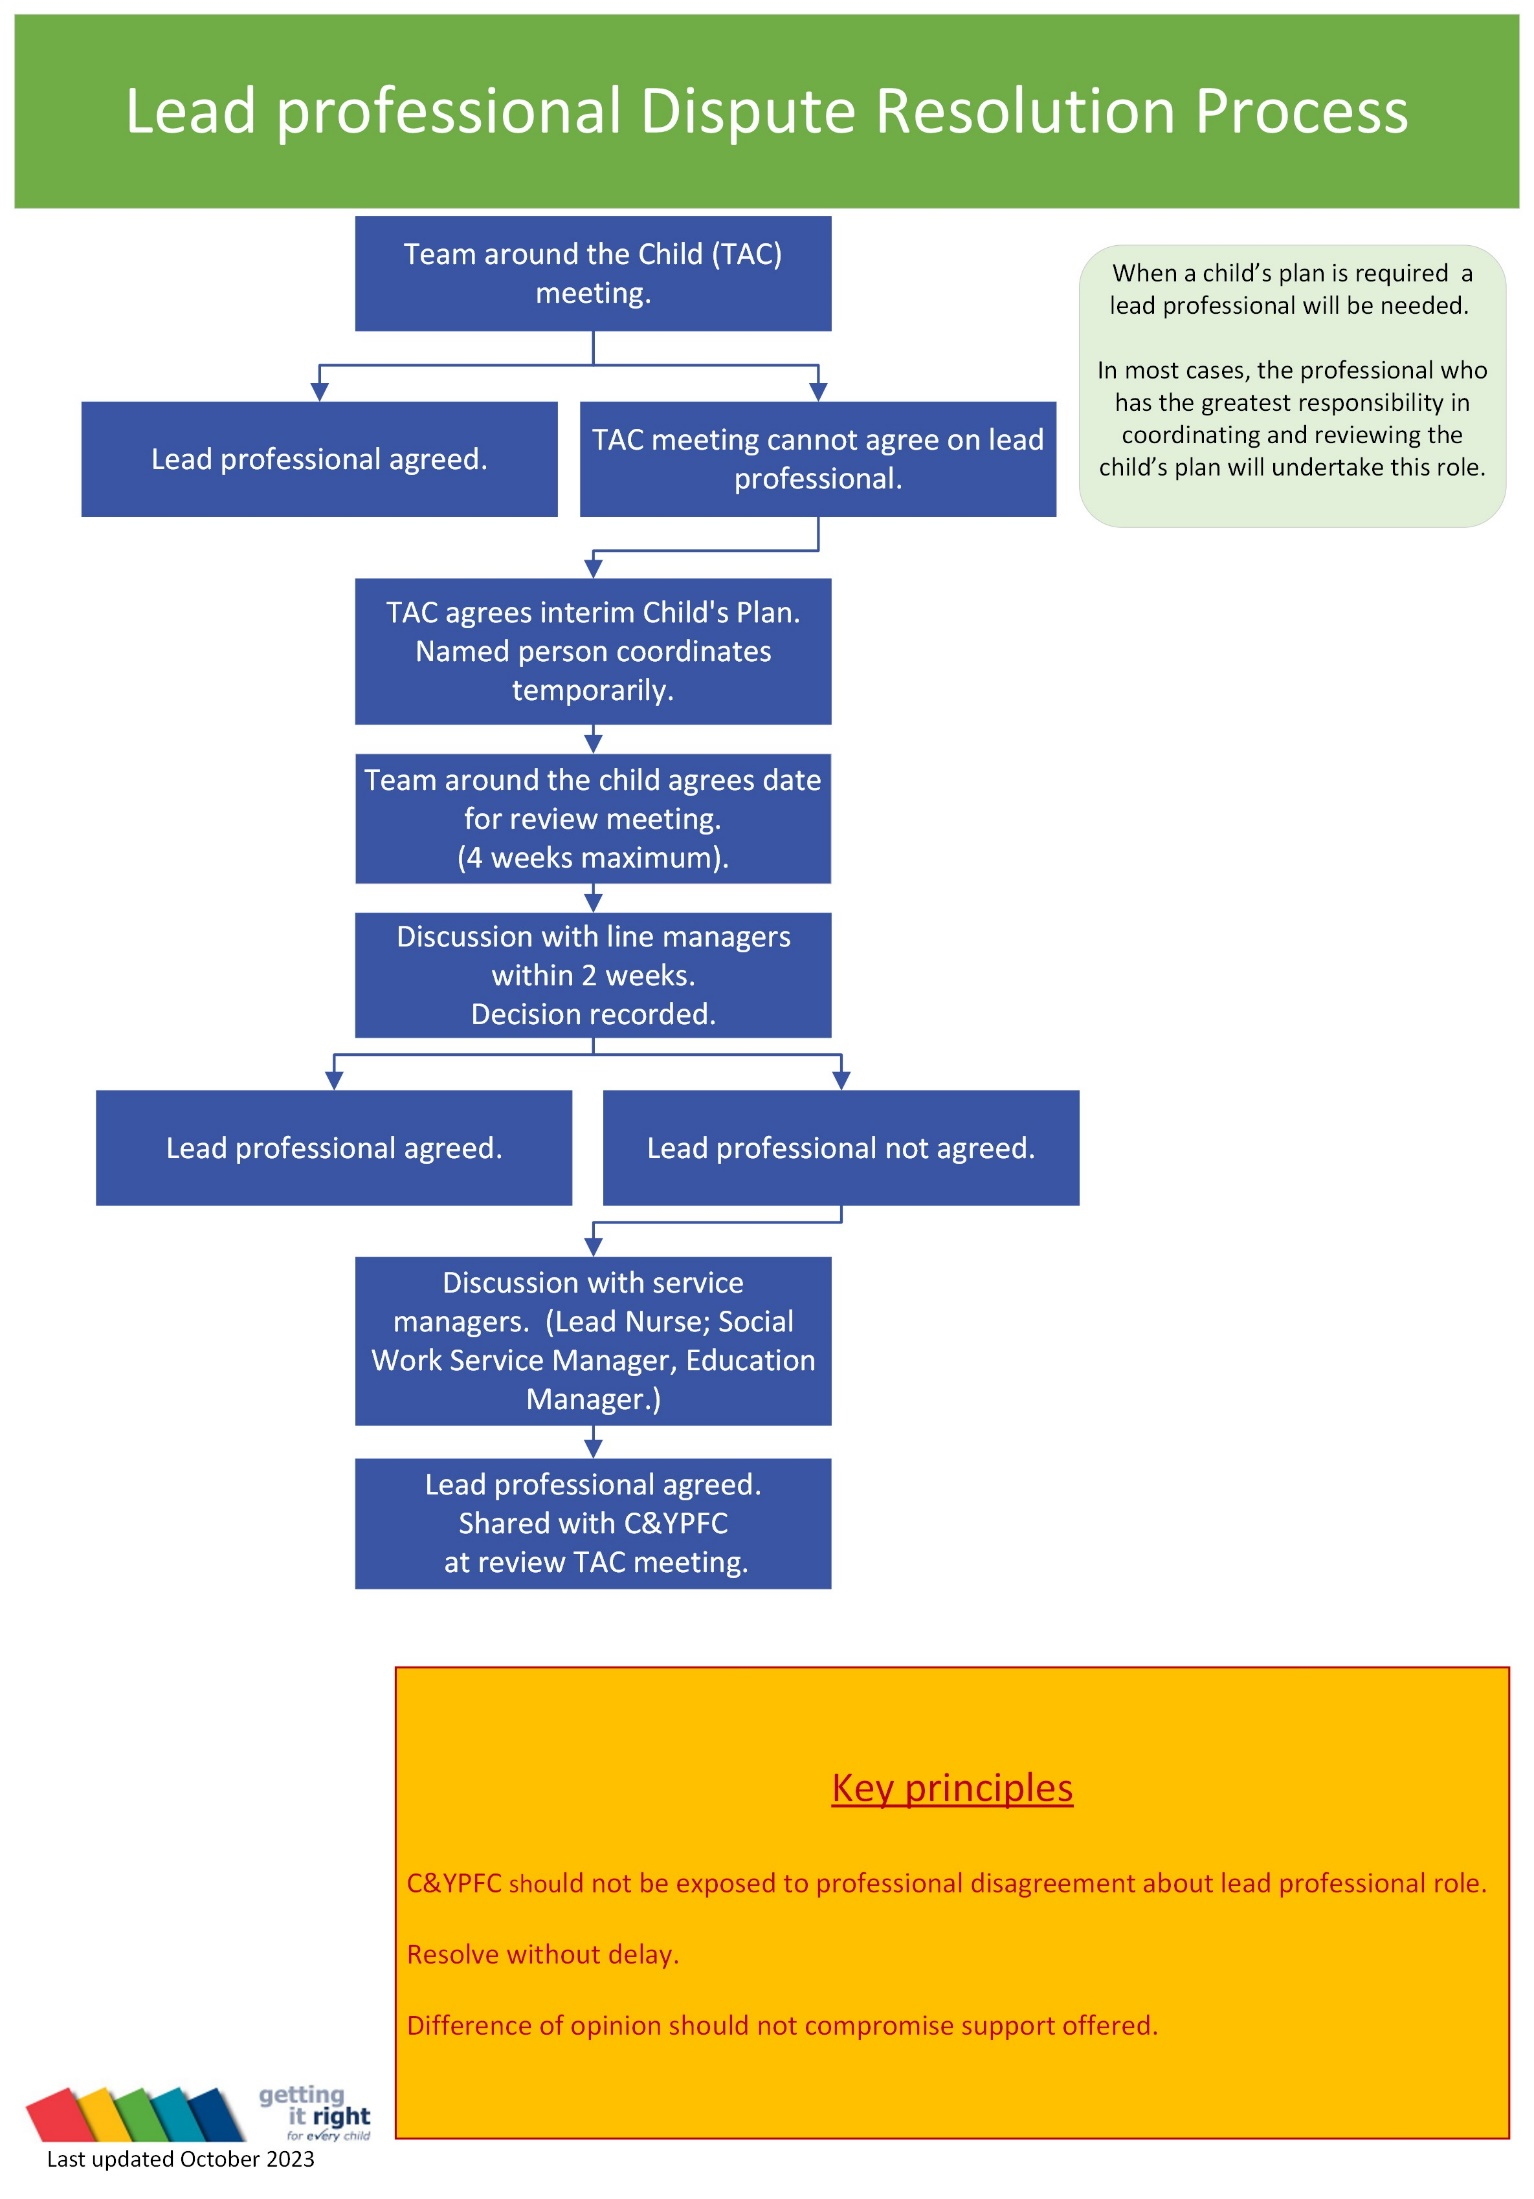 Lead professional Dispute Resolution Process
Team around the Child (TAC)
meeting.
When a child’s plan is required  a
lead professional will be needed.
In most cases, the professional who
has the greatest responsibility in
coordinating and reviewing the
child’s plan will undertake this role.
Lead professional agreed.
TAC meeting cannot agree on lead
professional.
TAC agrees interim Child's Plan.
Named person coordinates
temporarily.
Team around the child agrees date
for review meeting.
(4 weeks maximum).
Discussion with line managers
within 2 weeks.
Decision recorded.
Lead professional agreed.
Lead professional not agreed.
Discussion with service
managers.  (Lead Nurse; Social
Work Service Manager, Education
Manager.)
Lead professional agreed.
Shared with C&YPFC
at review TAC meeting.
Key principles
C&YPFC should not be exposed to professional disagreement about lead professional role.
Resolve without delay.
Difference of opinion should not compromise support offered.
getting
it right
for every child
Last updated October 2023